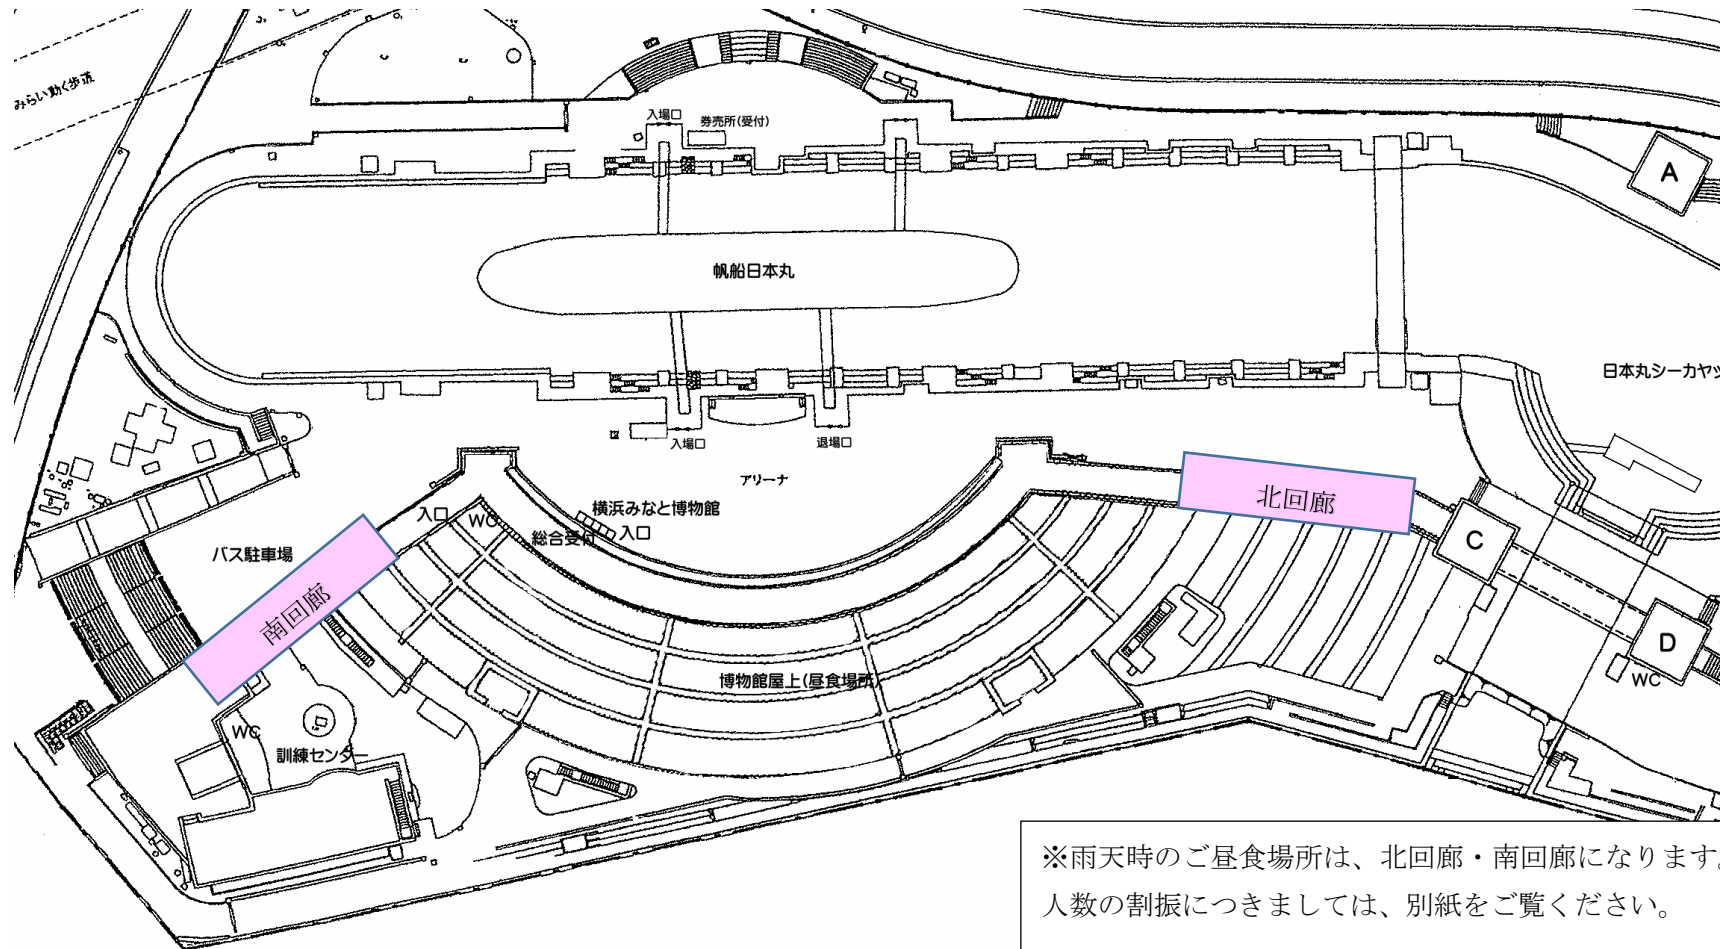 みらい動く歩道
入場口
券売所(受付)
A
帆船日本丸
日本丸シーカヤッ
入場口
退場口
アリーナ
北回廊
横浜みなと博物館
入口
入口
WC
総合受付
C
バス駐車場
南回廊
D
WC
博物館屋上(昼食場所)
WC
訓練センター
※雨天時のご昼食場所は、北回廊・南回廊になります。
人数の割振につきましては、別紙をご覧ください。